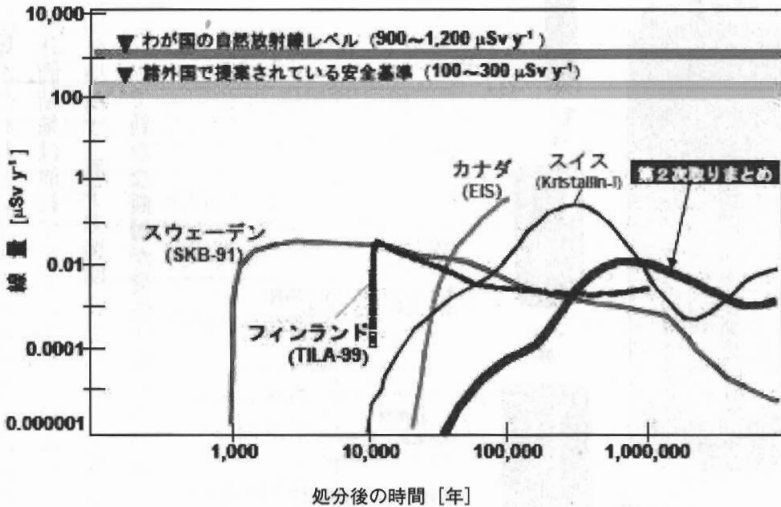 10,000
▼ わが国の自然放射線レベル (900～1,200 μSv y⁻¹)
▼ 諸外国で提案されている安全基準 (100～300 μSv y⁻¹)
100
1
0.01
0.0001
0.000001
線量 [μSv y⁻¹]
スウェーデン
(SKB-91)
フィンランド
(TILA-99)
カナダ
(EIS)
スイス
(Kristallin-I)
第2次取りまとめ
1,000
10,000
100,000
1,000,000
処分後の時間 [年]